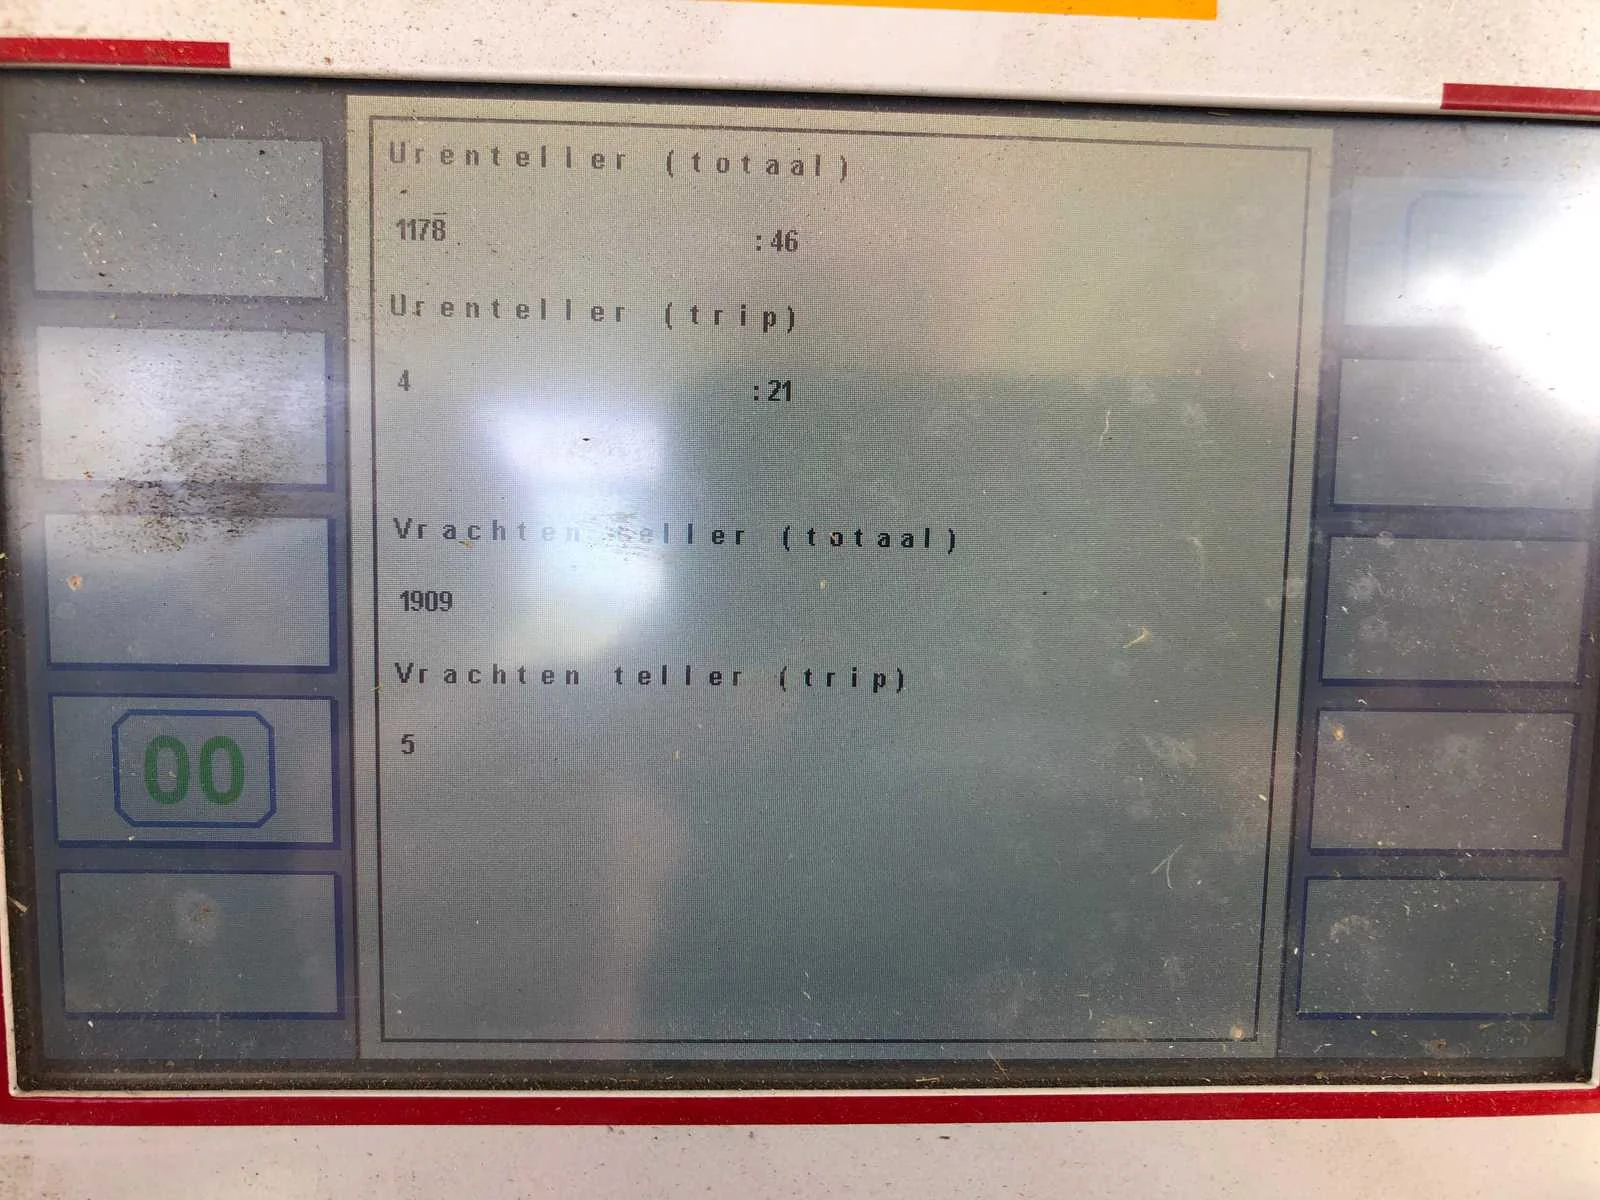 Urenteller (totaal)
1178 :46
Urenteller (trip)
4 :21
Vrachten teller (totaal)
1909
Vrachten teller (trip)
5
00